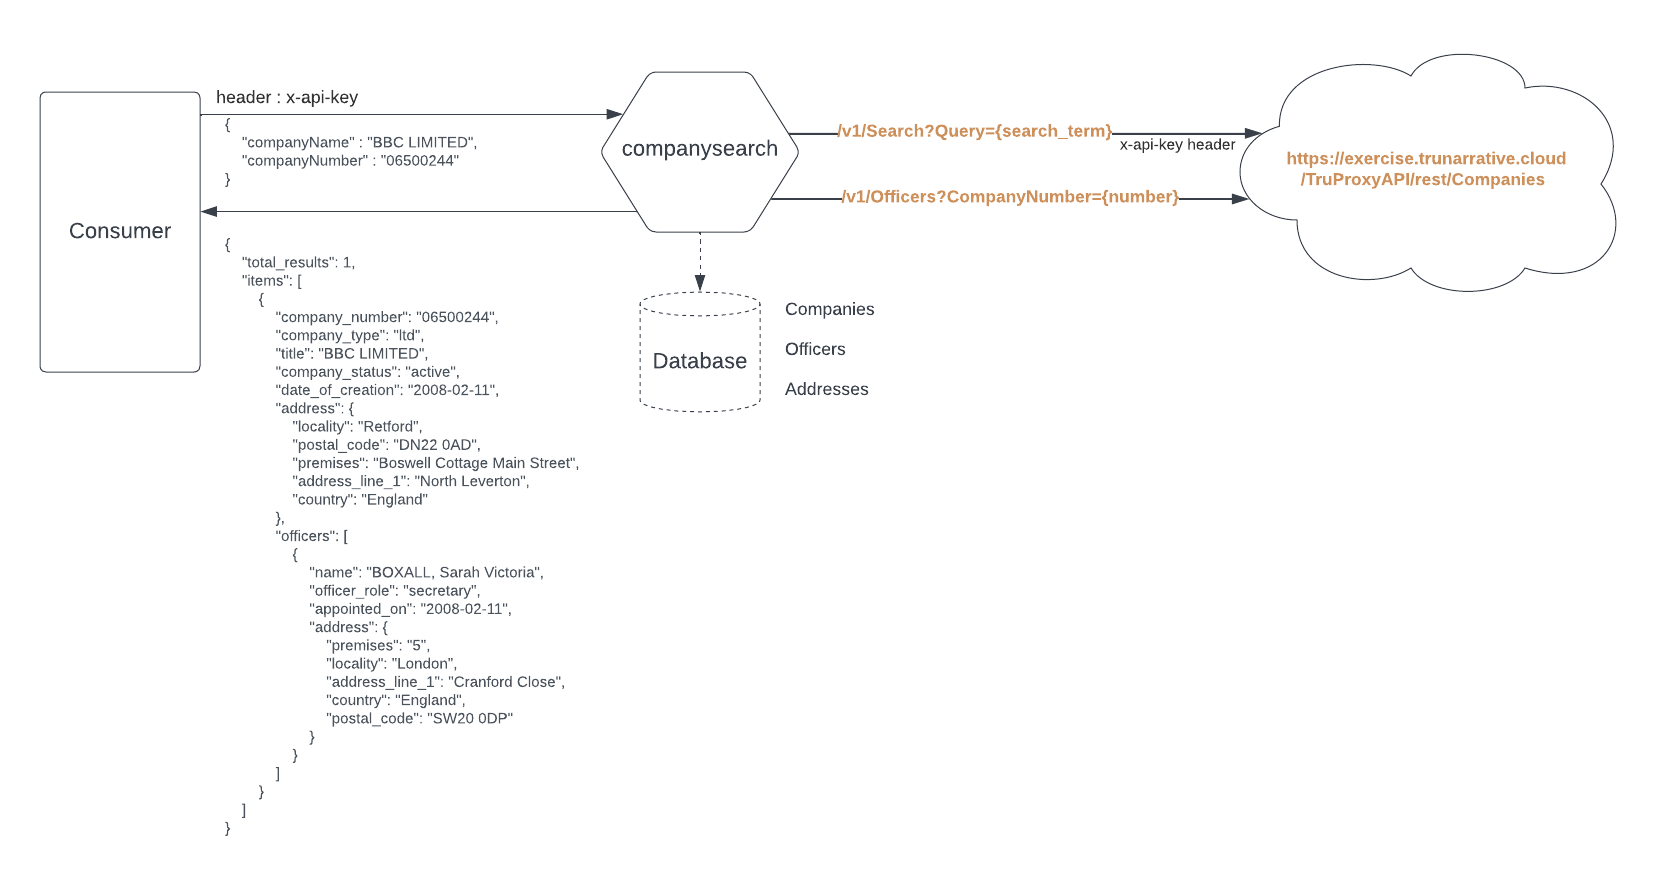 header : x-api-key
{
"companyName" : "BBC LIMITED",
"companyNumber" : "06500244"
}
Consumer
{
"total_results": 1,
"items": [
{
"company_number": "06500244",
"company_type": "ltd",
"title": "BBC LIMITED",
"company_status": "active",
"date_of_creation": "2008-02-11",
"address": {
"locality": "Retford",
"postal_code": "DN22 0AD",
"premises": "Boswell Cottage Main Street",
"address_line_1": "North Leverton",
"country": "England"
},
"officers": [
{
"name": "BOXALL, Sarah Victoria",
"officer_role": "secretary",
"appointed_on": "2008-02-11",
"address": {
"premises": "5",
"locality": "London",
"address_line_1": "Cranford Close",
"country": "England",
"postal_code": "SW20 0DP"
}
}
]
}
]
}
companysearch
/v1/Search?Query={search_term}
x-api-key header
/v1/Officers?CompanyNumber={number}
https://exercise.trunarrative.cloud
/TruProxyAPI/rest/Companies
Database
Companies
Officers
Addresses